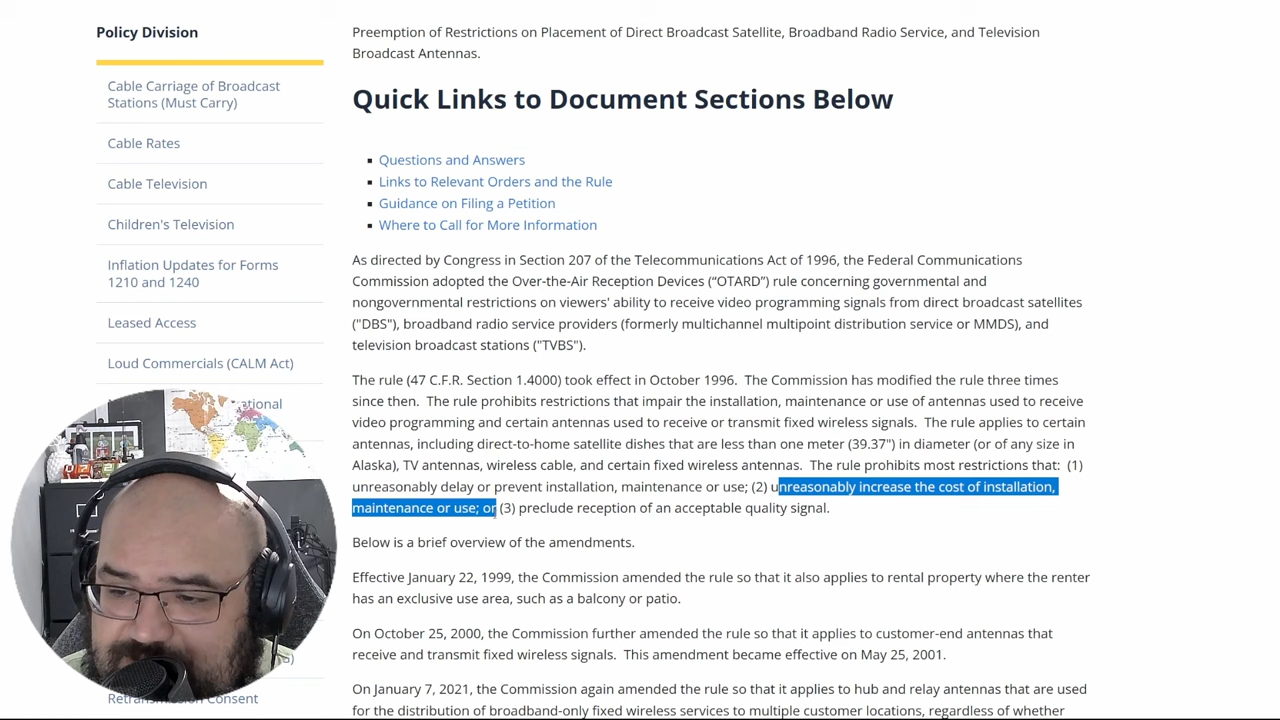 Policy Division
Cable Carriage of Broadcast
Stations (Must Carry)
Cable Rates
Cable Television
Children's Television
Inflation Updates for Forms
1210 and 1240
Leased Access
Loud Commercials (CALM Act)
Retransmission Consent
Preemption of Restrictions on Placement of Direct Broadcast Satellite, Broadband Radio Service, and Television
Broadcast Antennas.
Quick Links to Document Sections Below
Questions and Answers
Links to Relevant Orders and the Rule
Guidance on Filing a Petition
Where to Call for More Information
As directed by Congress in Section 207 of the Telecommunications Act of 1996, the Federal Communications
Commission adopted the Over-the-Air Reception Devices (“OTARD”) rule concerning governmental and
nongovernmental restrictions on viewers' ability to receive video programming signals from direct broadcast satellites
("DBS"), broadband radio service providers (formerly multichannel multipoint distribution service or MMDS), and
television broadcast stations ("TVBS").
The rule (47 C.F.R. Section 1.4000) took effect in October 1996. The Commission has modified the rule three times
since then. The rule prohibits restrictions that impair the installation, maintenance or use of antennas used to receive
video programming and certain antennas used to receive or transmit fixed wireless signals. The rule applies to certain
antennas, including direct-to-home satellite dishes that are less than one meter (39.37") in diameter (or of any size in
Alaska), TV antennas, wireless cable, and certain fixed wireless antennas. The rule prohibits most restrictions that: (1)
unreasonably delay or prevent installation, maintenance or use; (2) unreasonably increase the cost of installation,
maintenance or use; or (3) preclude reception of an acceptable quality signal.
Below is a brief overview of the amendments.
Effective January 22, 1999, the Commission amended the rule so that it also applies to rental property where the renter
has an exclusive use area, such as a balcony or patio.
On October 25, 2000, the Commission further amended the rule so that it applies to customer-end antennas that
receive and transmit fixed wireless signals. This amendment became effective on May 25, 2001.
On January 7, 2021, the Commission again amended the rule so that it applies to hub and relay antennas that are used
for the distribution of broadband-only fixed wireless services to multiple customer locations, regardless of whether